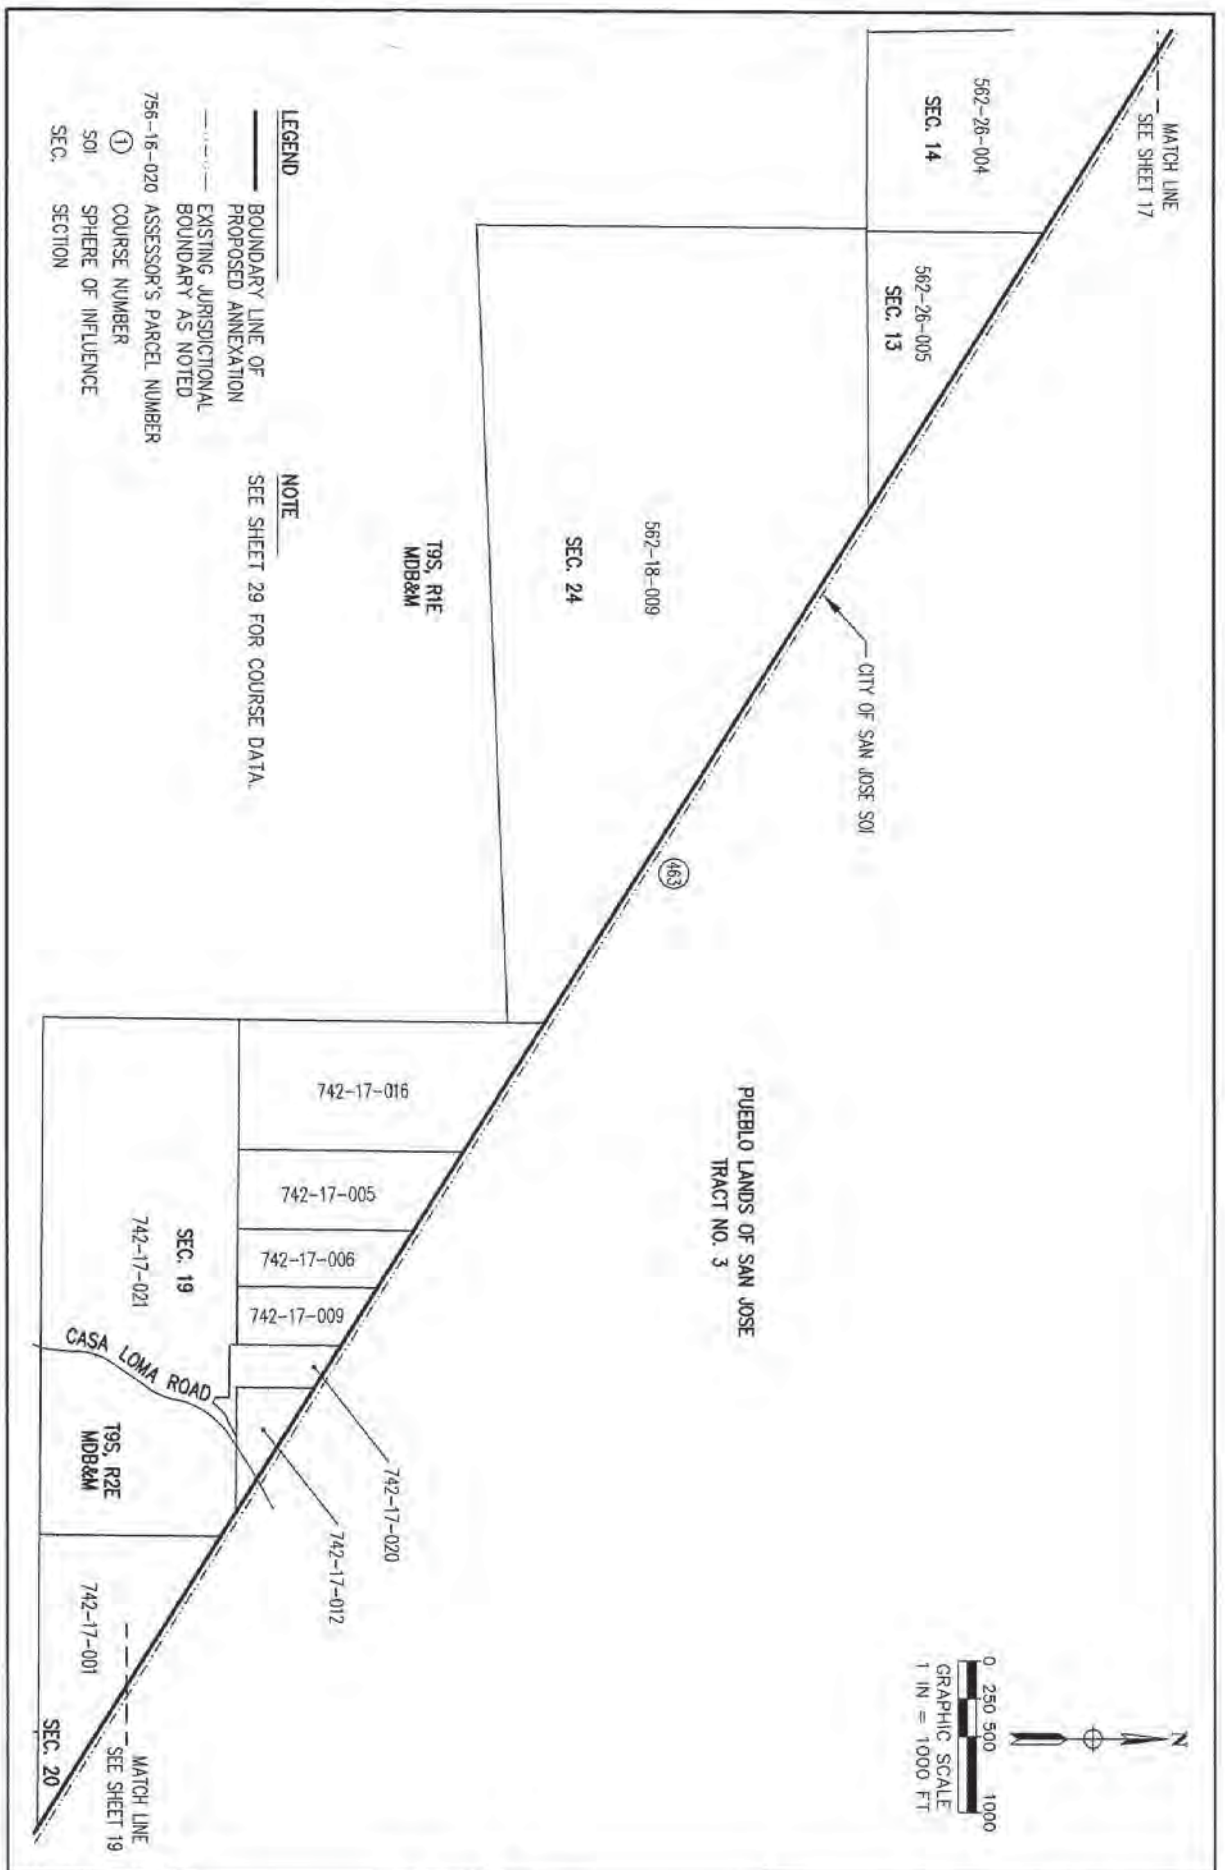 MATCH LINE
SEE SHEET 17
562-26-004
SEC. 14
562-26-005
SEC. 13
CITY OF SAN JOSE SOI
562-18-009
SEC. 24
463
T9S, R1E
MDB&M
PUEBLO LANDS OF SAN JOSE
TRACT NO. 3
N
0 250 500 1000
GRAPHIC SCALE
1 IN = 1000 FT
742-17-016
742-17-005
742-17-006
742-17-009
742-17-020
742-17-012
SEC. 19
742-17-021
CASA LOMA ROAD
T9S, R2E
MDB&M
742-17-001
MATCH LINE
SEE SHEET 19
SEC. 20
LEGEND
BOUNDARY LINE OF
PROPOSED ANNEXATION
EXISTING JURISDICTIONAL
BOUNDARY AS NOTED
756-16-020 ASSESSOR'S PARCEL NUMBER
1 COURSE NUMBER
SOI SPHERE OF INFLUENCE
SEC. SECTION
NOTE
SEE SHEET 29 FOR COURSE DATA.